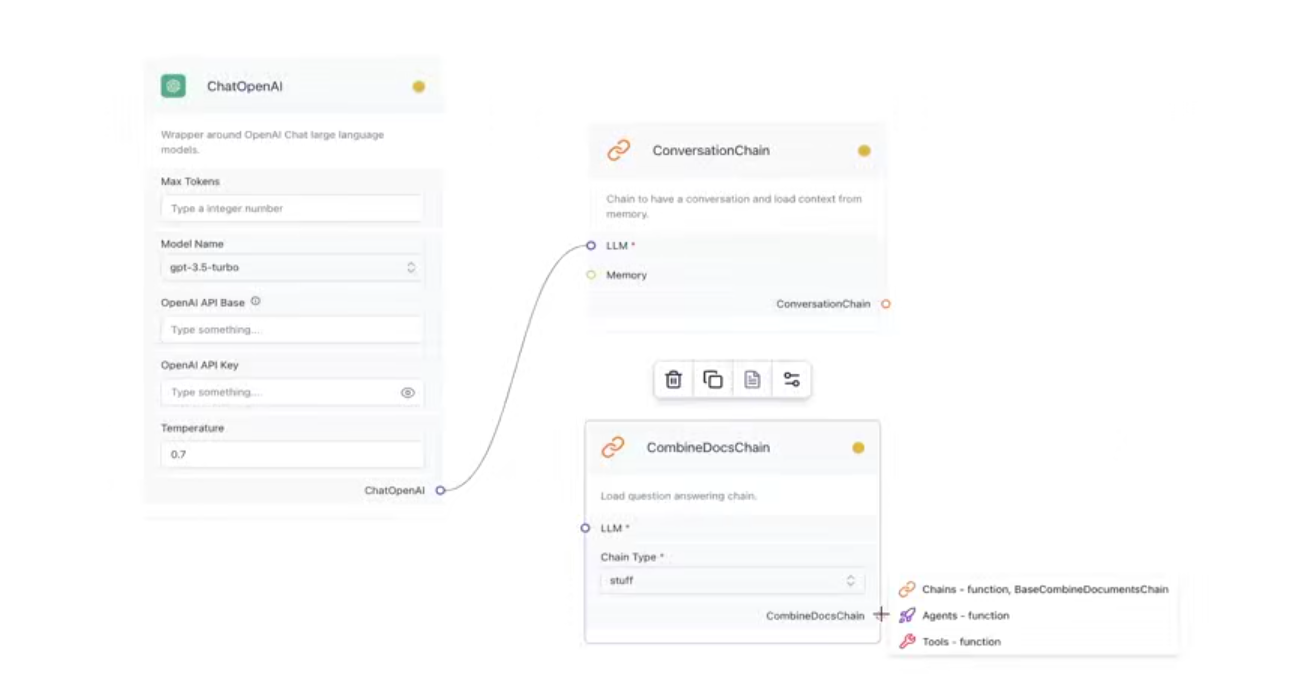 ChatOpenAI
Wrapper around OpenAI Chat large language
models.
Max Tokens
Type a integer number
Model Name
gpt-3.5-turbo
OpenAI API Base
Type something...
OpenAI API Key
Type something...
Temperature
0.7
ChatOpenAI
ConversationChain
Chain to have a conversation and load context from
memory.
LLM *
Memory
ConversationChain
CombineDocsChain
Load question answering chain.
LLM *
Chain Type *
stuff
CombineDocsChain
Chains - function, BaseCombineDocumentsChain
Agents - function
Tools - function